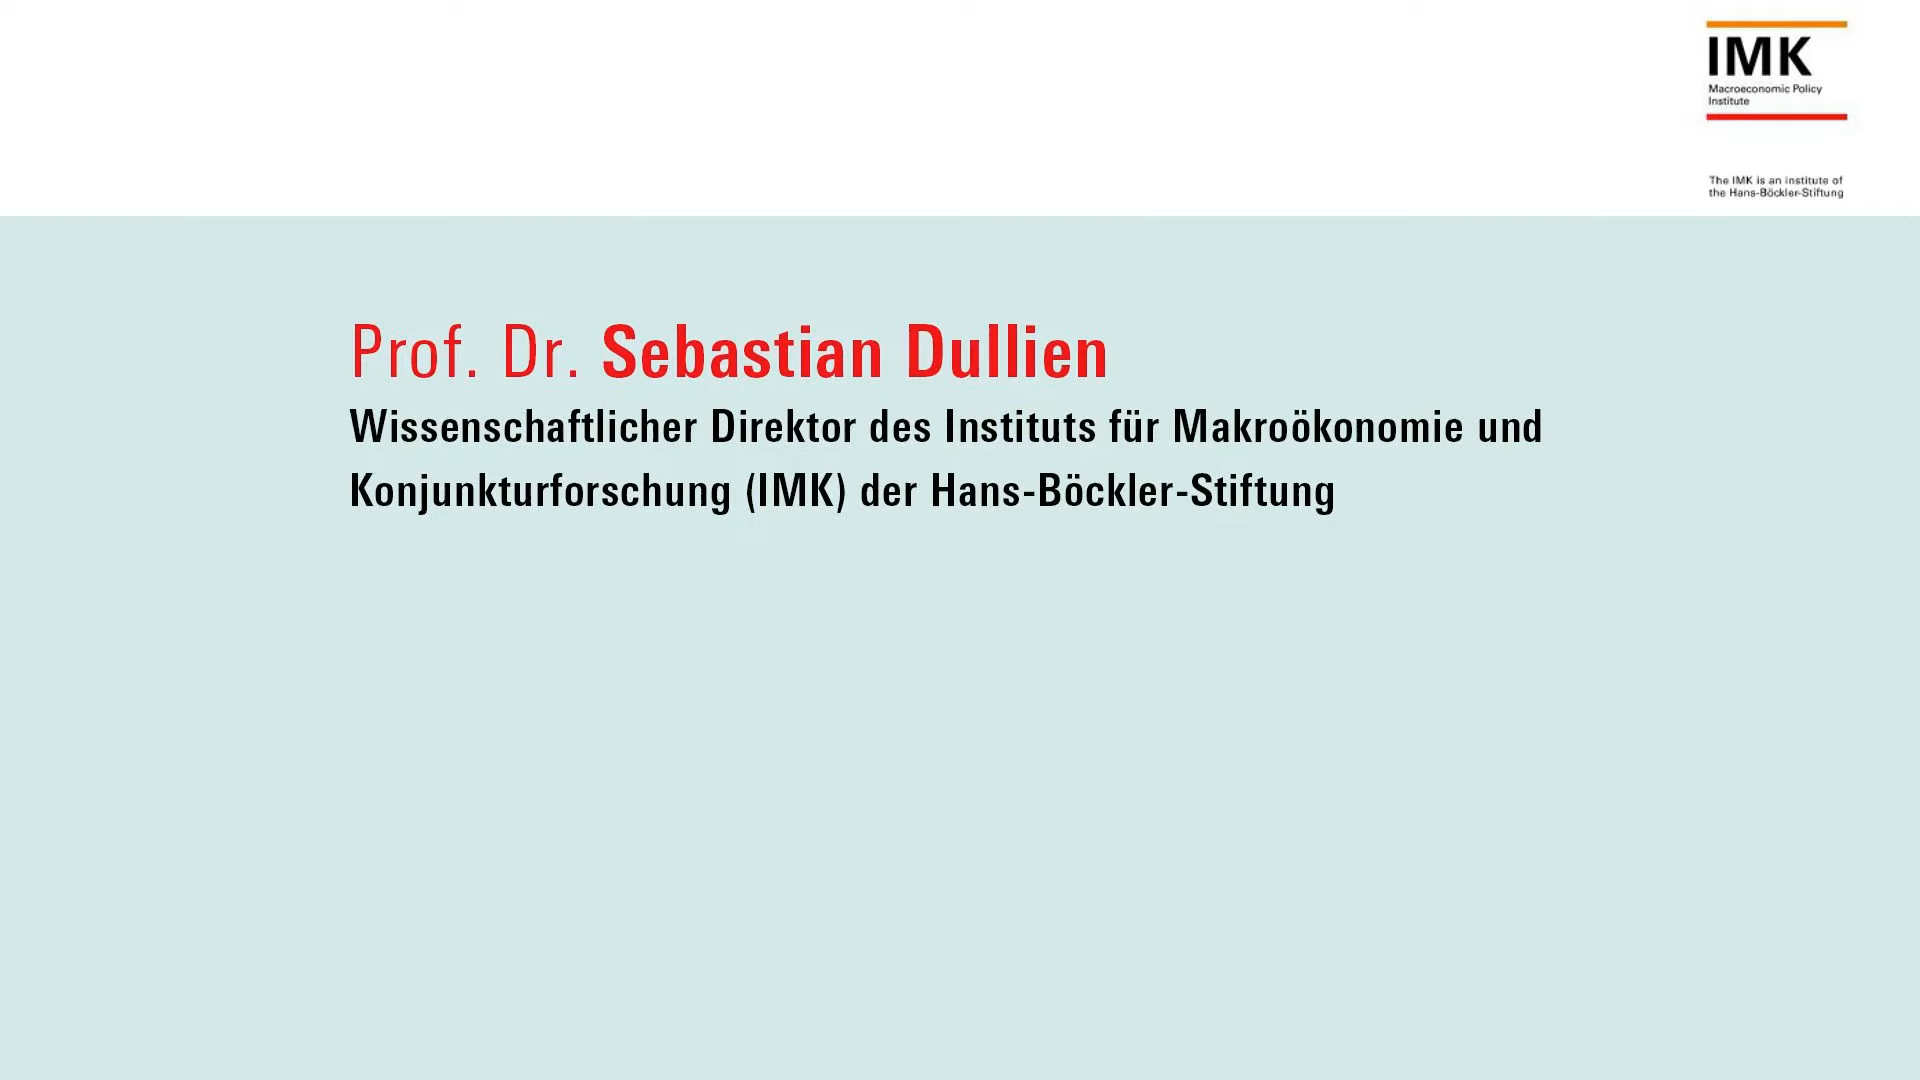 IMK
Macroeconomic Policy
Institute
The IMK is an institute of
the Hans-Böckler-Stiftung
Prof. Dr. Sebastian Dullien
Wissenschaftlicher Direktor des Instituts für Makroökonomie und
Konjunkturforschung (IMK) der Hans-Böckler-Stiftung